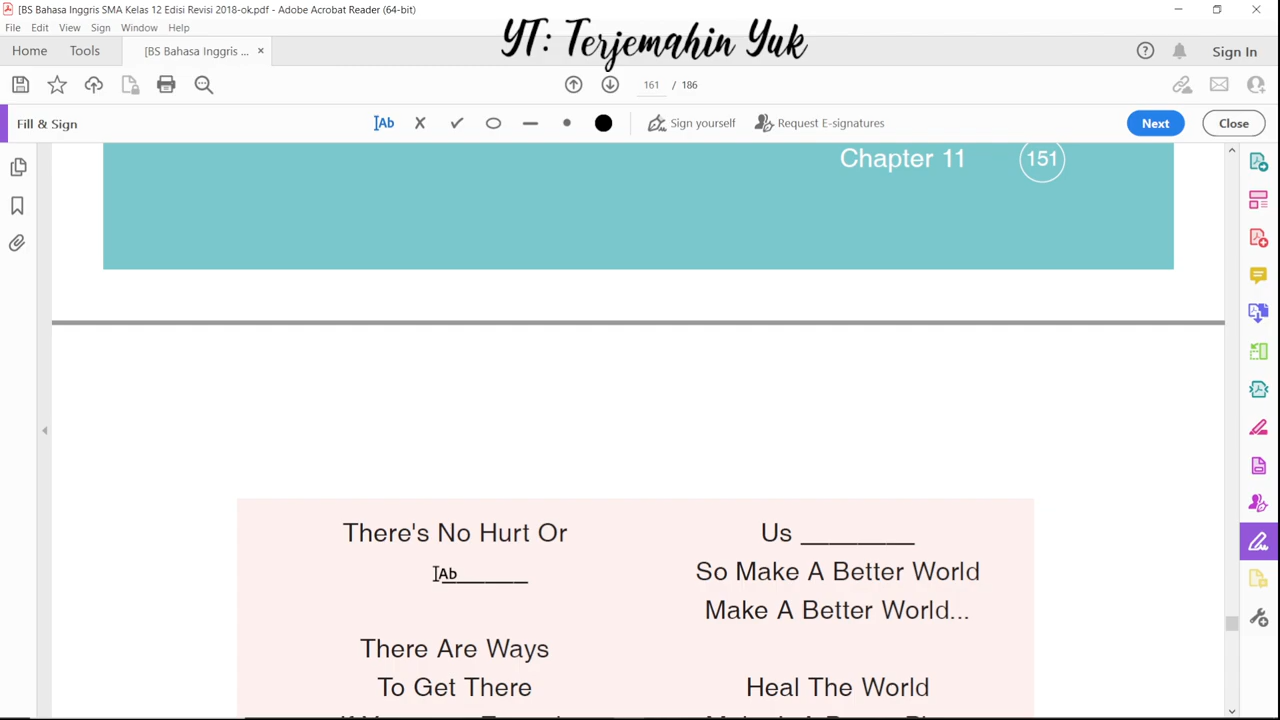 [BS Bahasa Inggris SMA Kelas 12 Edisi Revisi 2018-ok.pdf - Adobe Acrobat Reader (64-bit)
File Edit View Sign Window Help
YT: Terjemahin Yuk
Home Tools [BS Bahasa Inggris ... × Sign In
161 / 186
Fill & Sign
Ab Sign yourself Request E-signatures Next Close
Chapter 11 151
There's No Hurt Or
Ab______
There Are Ways
To Get There
Us ________
So Make A Better World
Make A Better World...
Heal The World